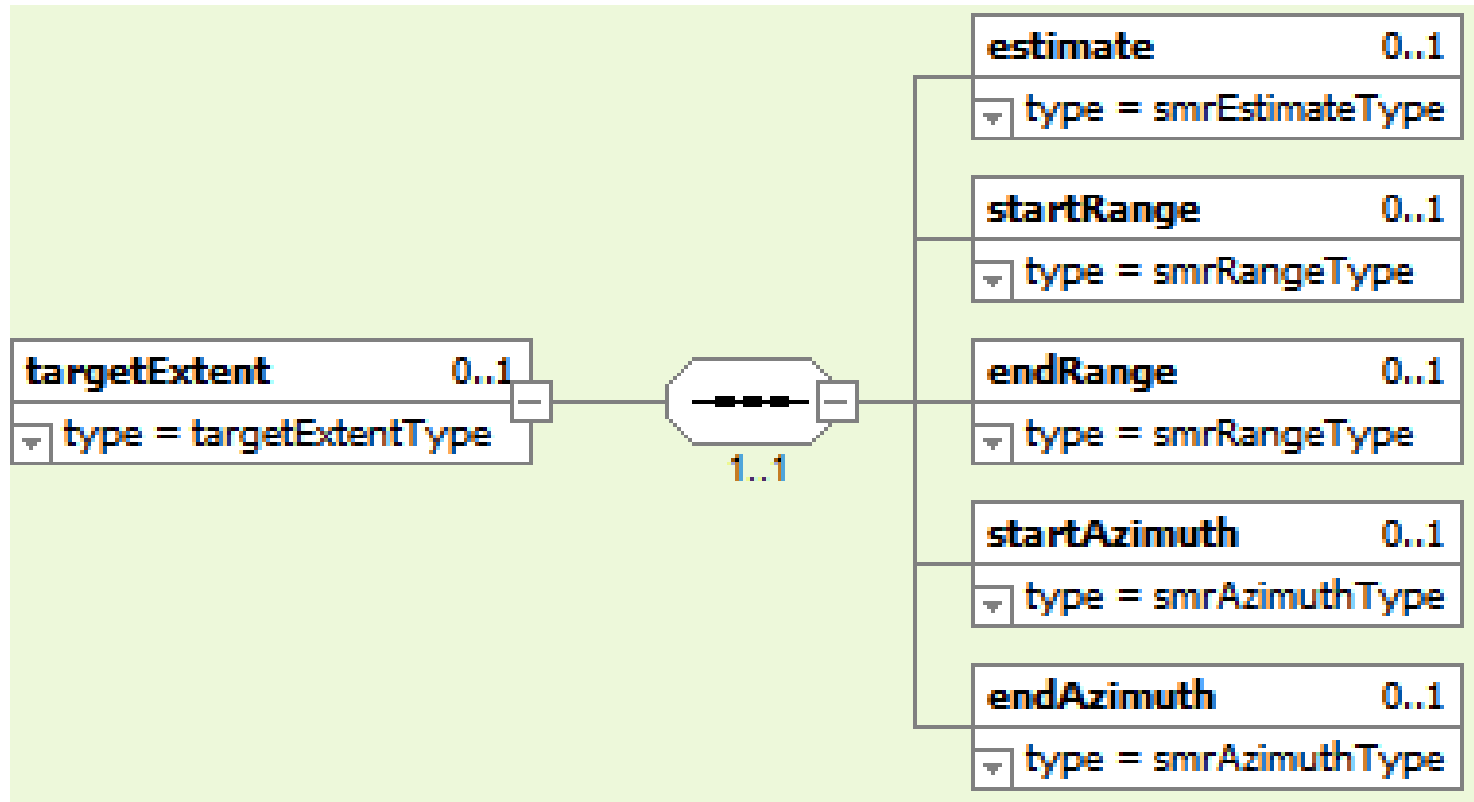 targetExtent 0..1
type = targetExtentType
1..1
estimate 0..1
type = smrEstimateType
startRange 0..1
type = smrRangeType
endRange 0..1
type = smrRangeType
startAzimuth 0..1
type = smrAzimuthType
endAzimuth 0..1
type = smrAzimuthType